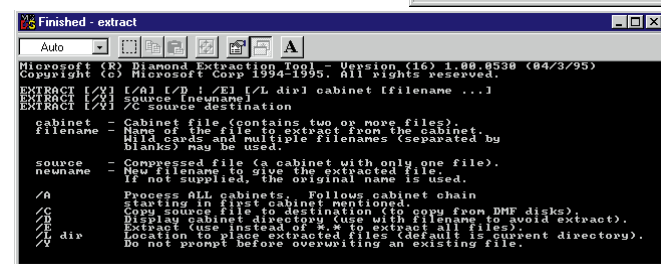 Finished - extract
Auto
A
Microsoft (R) Diamond Extraction Tool - Version (16) 1.00.0530 (04/3/95)
Copyright (c) Microsoft Corp 1994-1995. All rights reserved.
EXTRACT [/Y] [/A] [/D ¦ /E] [/L dir] cabinet [filename ...]
EXTRACT [/Y] source [newname]
EXTRACT [/Y] /C source destination
cabinet  - Cabinet file (contains two or more files).
filename - Name of the file to extract from the cabinet.
Wild cards and multiple filenames (separated by
blanks) may be used.
source   - Compressed file (a cabinet with only one file).
newname  - New filename to give the extracted file.
If not supplied, the original name is used.
/A         Process ALL cabinets.  Follows cabinet chain
starting in first cabinet mentioned.
/C         Copy source file to destination (to copy from DMF disks).
/D         Display cabinet directory (use with filename to avoid extract).
/E         Extract (use instead of *.* to extract all files).
/L dir     Location to place extracted files (default is current directory).
/Y         Do not prompt before overwriting an existing file.